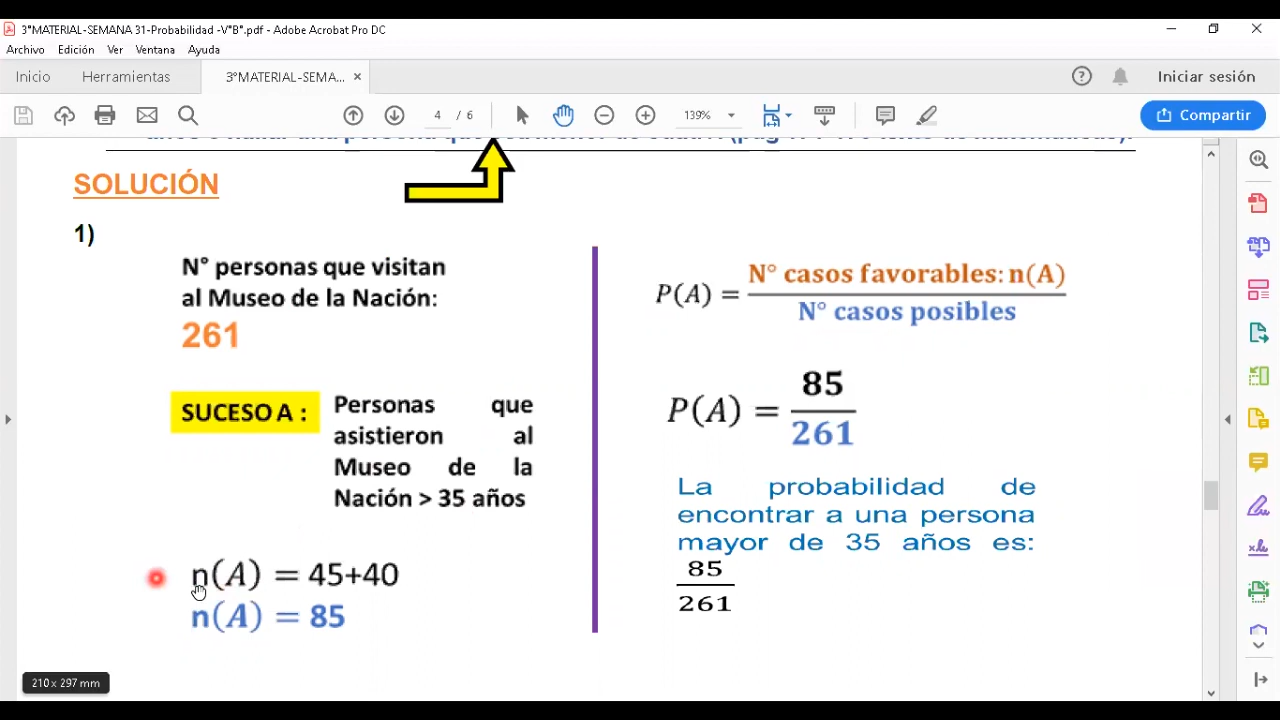 3°MATERIAL-SEMANA 31-Probabilidad -V°B°.pdf - Adobe Acrobat Pro DC
Archivo Edición Ver Ventana Ayuda
Inicio Herramientas 3°MATERIAL-SEMA... × Iniciar sesión
4 / 6 139% Compartir
SOLUCIÓN
1)
N° personas que visitan
al Museo de la Nación:
261
SUCESO A :
Personas que
asistieron al
Museo de la
Nación > 35 años
n(A) = 45+40
n(A) = 85
P(A) = N° casos favorables: n(A)
N° casos posibles
P(A) = 85
261
La probabilidad de
encontrar a una persona
mayor de 35 años es:
85
261
210 x 297 mm